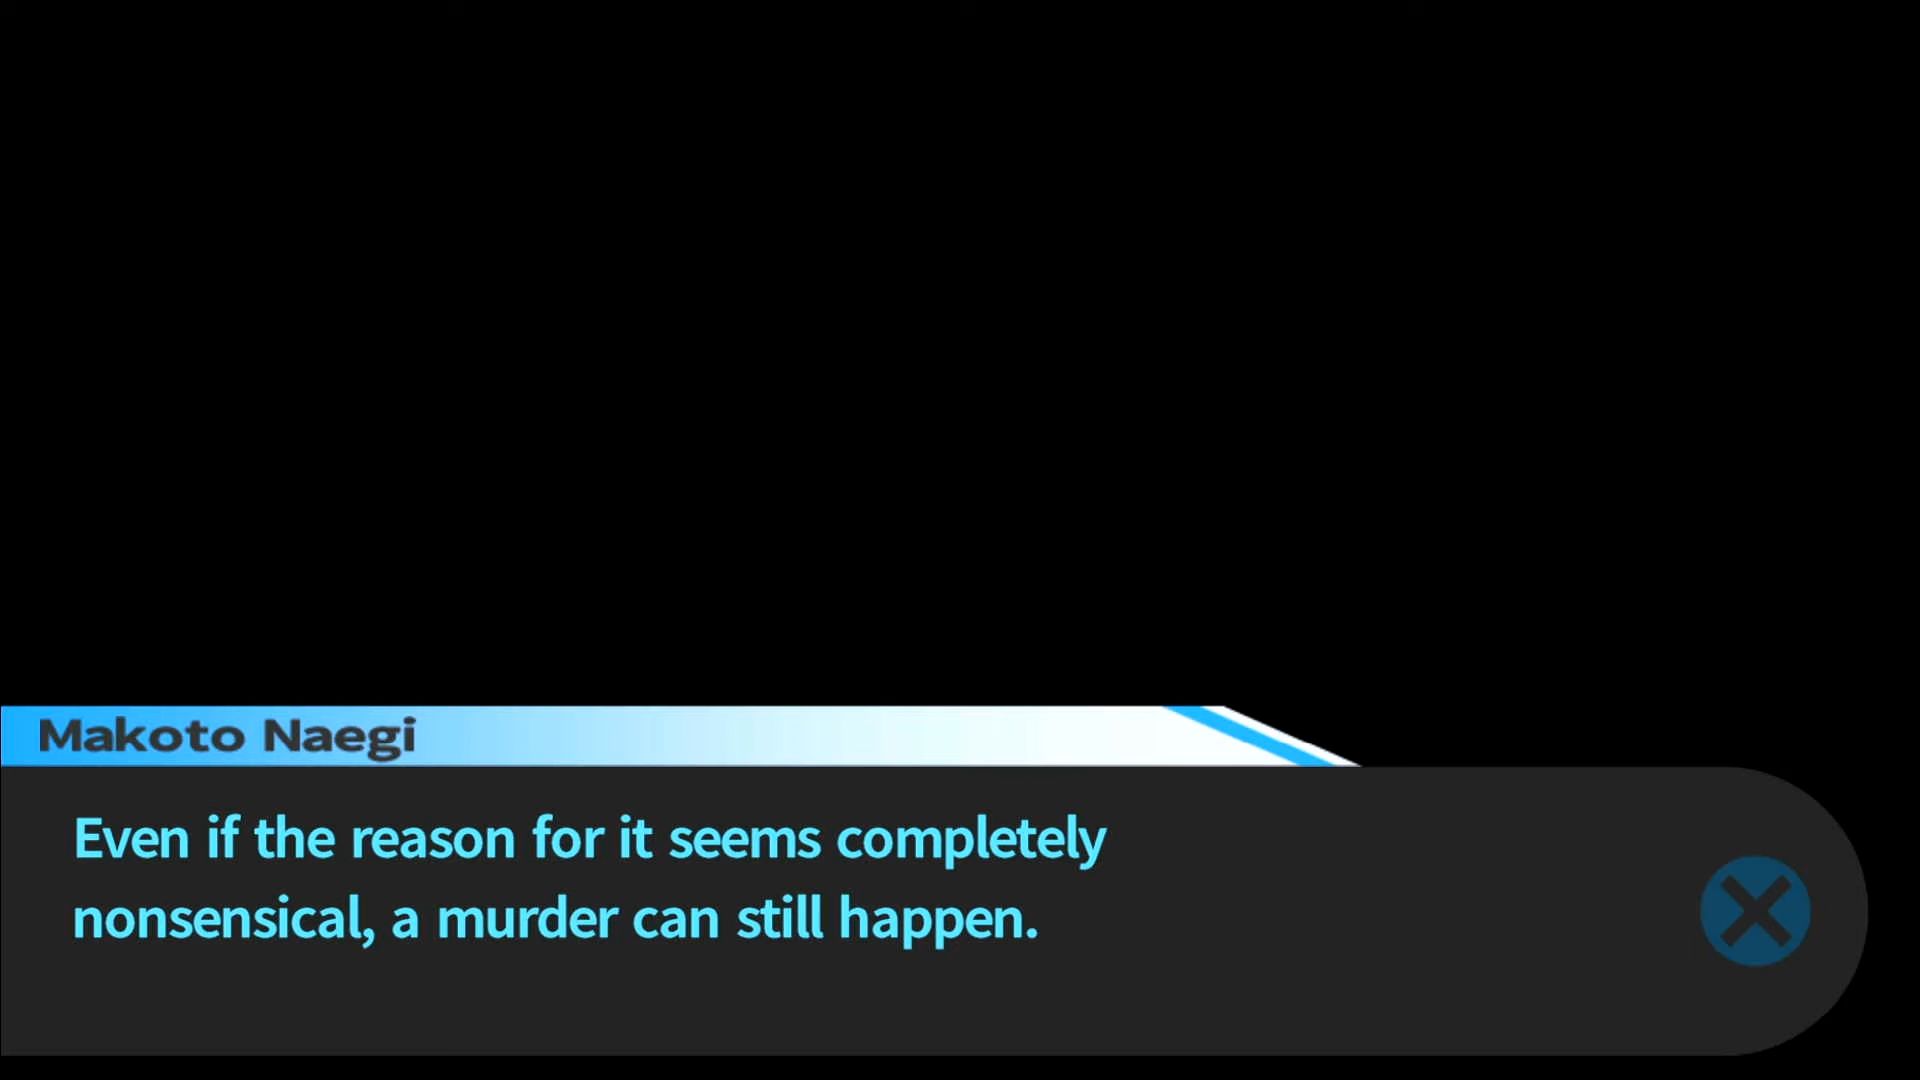 Makoto Naegi
Even if the reason for it seems completely
nonsensical, a murder can still happen.